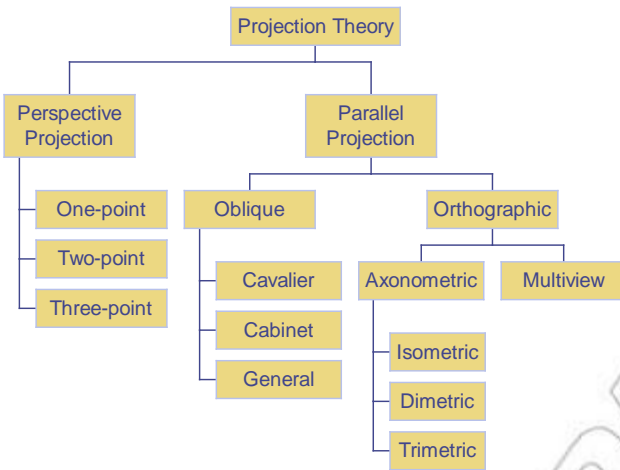 Projection Theory
Perspective
Projection
Parallel
Projection
One-point
Two-point
Three-point
Oblique
Orthographic
Cavalier
Cabinet
General
Axonometric
Multiview
Isometric
Dimetric
Trimetric